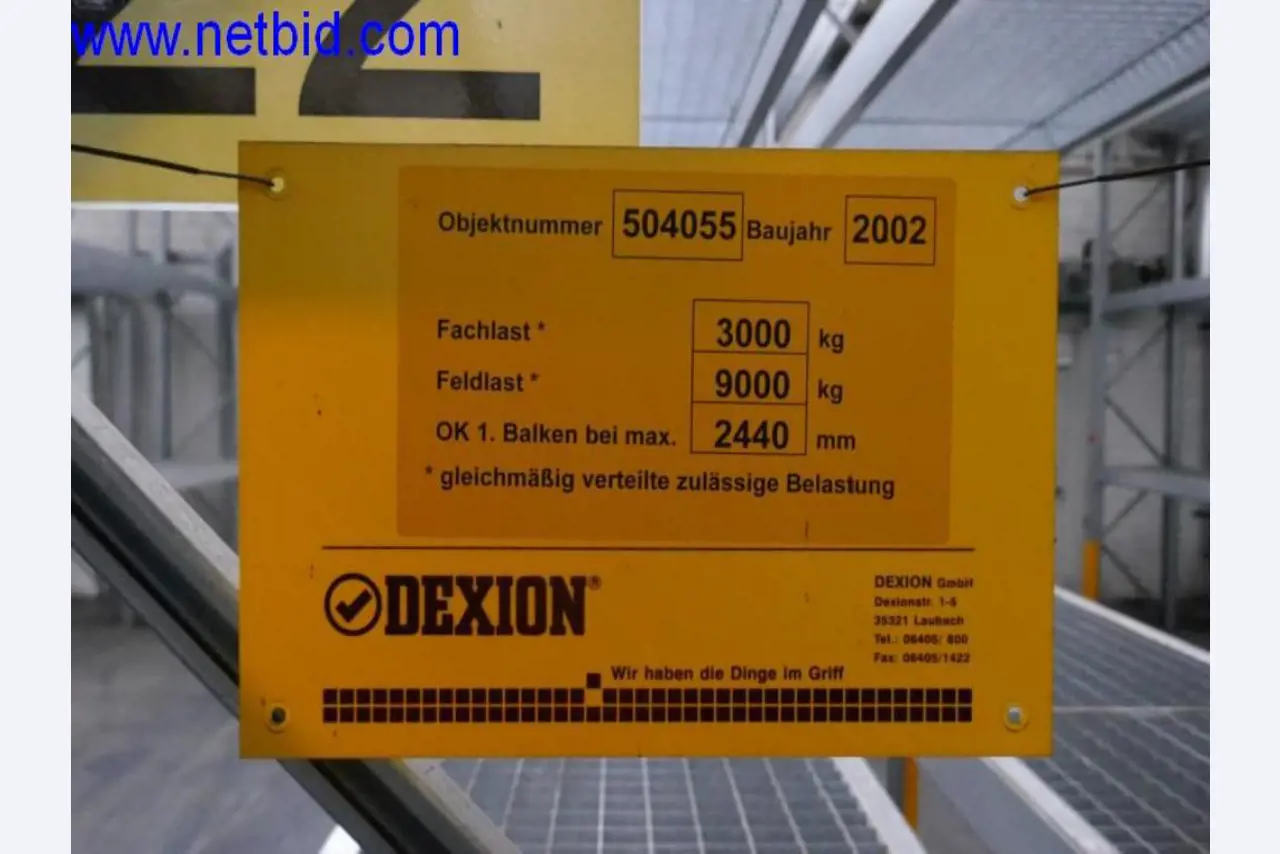 www.netbid.com
22
Objektnummer 504055 Baujahr 2002
Fachlast * 3000 kg
Feldlast * 9000 kg
OK 1. Balken bei max. 2440 mm
* gleichmäßig verteilte zulässige Belastung
DEXION®
DEXION GmbH
Dexionstr. 1-5
35321 Laubach
Tel.: 06405/ 800
Fax: 06405/1422
Wir haben die Dinge im Griff